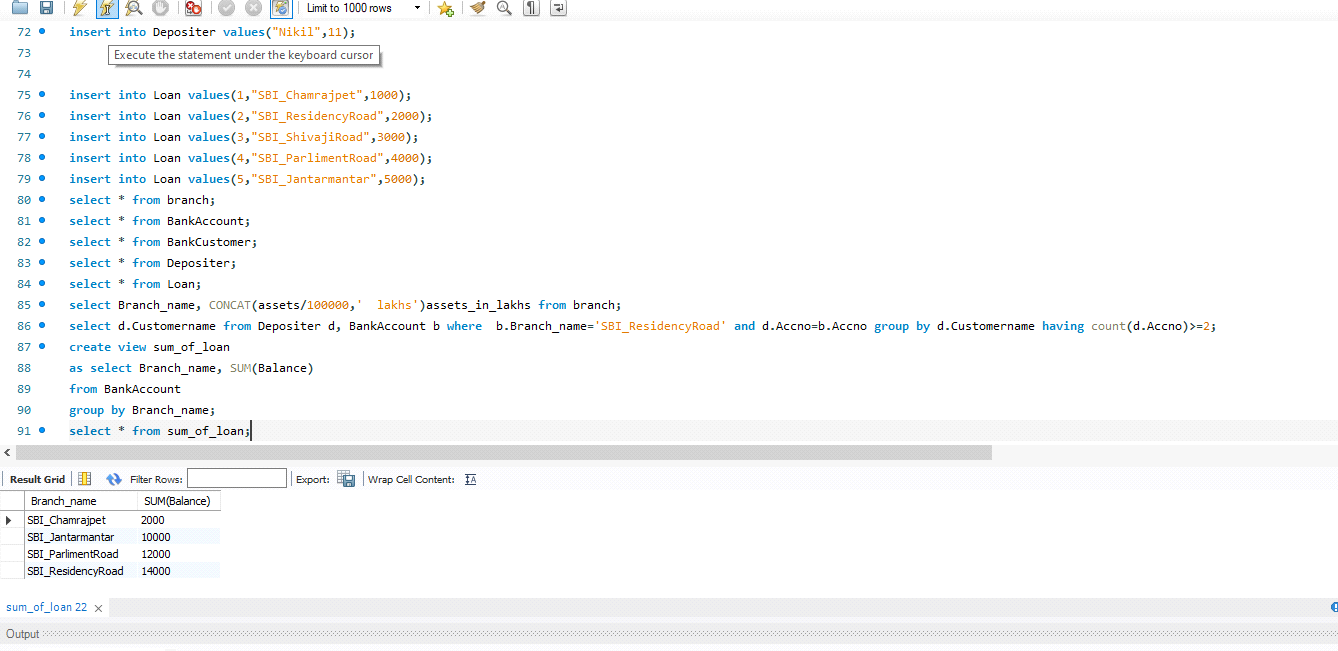 Limit to 1000 rows
72 insert into Depositer values("Nikil",11);
73 Execute the statement under the keyboard cursor
74
75 insert into Loan values(1,"SBI_Chamrajpet",1000);
76 insert into Loan values(2,"SBI_ResidencyRoad",2000);
77 insert into Loan values(3,"SBI_ShivajiRoad",3000);
78 insert into Loan values(4,"SBI_ParlimentRoad",4000);
79 insert into Loan values(5,"SBI_Jantarmantar",5000);
80 select * from branch;
81 select * from BankAccount;
82 select * from BankCustomer;
83 select * from Depositer;
84 select * from Loan;
85 select Branch_name, CONCAT(assets/100000,'  lakhs')assets_in_lakhs from branch;
86 select d.Customername from Depositer d, BankAccount b where  b.Branch_name='SBI_ResidencyRoad' and d.Accno=b.Accno group by d.Customername having count(d.Accno)>=2;
87 create view sum_of_loan
88 as select Branch_name, SUM(Balance)
89 from BankAccount
90 group by Branch_name;
91 select * from sum_of_loan;
Result Grid Filter Rows: Export: Wrap Cell Content: IA
Branch_name SUM(Balance)
SBI_Chamrajpet 2000
SBI_Jantarmantar 10000
SBI_ParlimentRoad 12000
SBI_ResidencyRoad 14000
sum_of_loan 22 ×
Output